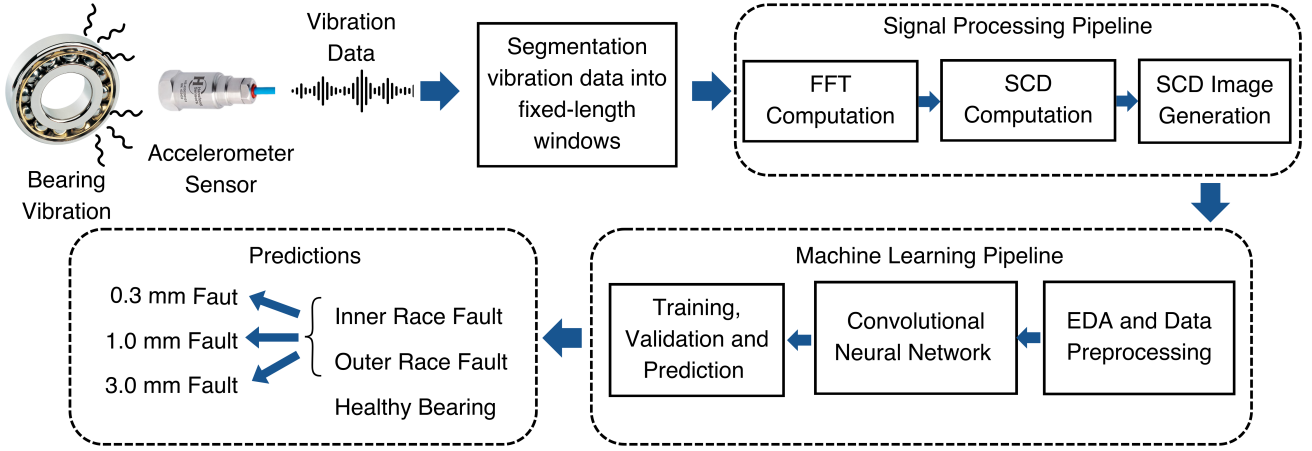 Bearing
Vibration
Accelerometer
Sensor
Vibration
Data
Segmentation
vibration data into
fixed-length
windows
Signal Processing Pipeline
FFT
Computation
SCD
Computation
SCD Image
Generation
Machine Learning Pipeline
EDA and Data
Preprocessing
Convolutional
Neural Network
Training,
Validation and
Prediction
Predictions
Inner Race Fault
Outer Race Fault
Healthy Bearing
0.3 mm Faut
1.0 mm Fault
3.0 mm Fault